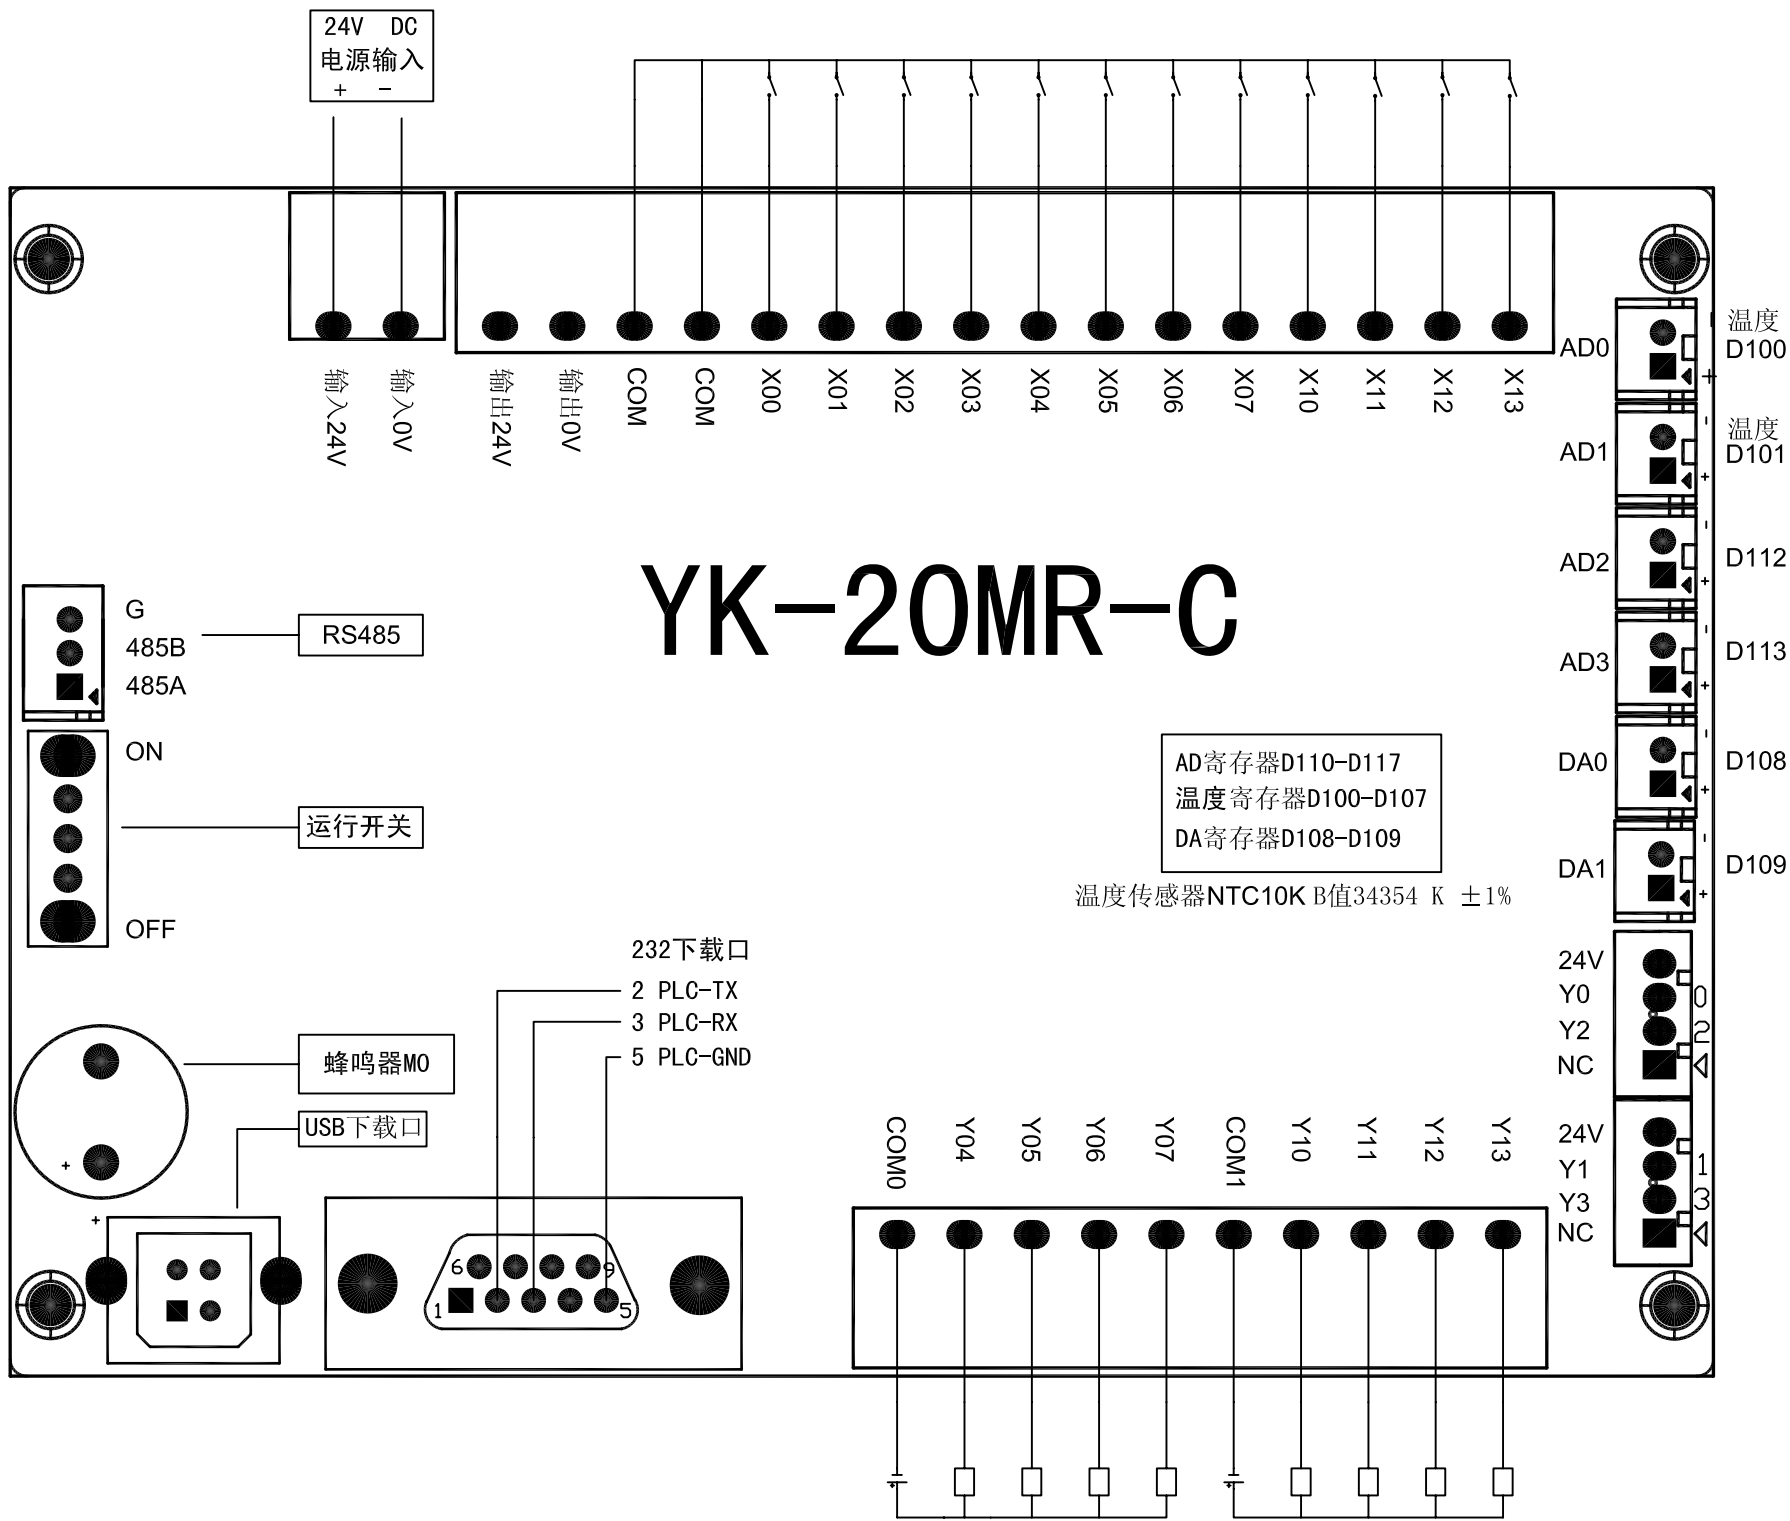 24V DC
电源输入
+ −
输入24V
输入0V
输出24V
输出0V
COM
COM
X00
X01
X02
X03
X04
X05
X06
X07
X10
X11
X12
X13
AD0
- 温度
D100
+
AD1
- 温度
D101
+
AD2
-
D112
+
AD3
-
D113
+
DA0
-
D108
+
DA1
-
D109
+
YK-20MR-C
G
485B
485A
RS485
ON
运行开关
OFF
AD寄存器D110-D117
温度寄存器D100-D107
DA寄存器D108-D109
温度传感器NTC10K B值34354 K ±1%
232下载口
2 PLC-TX
3 PLC-RX
5 PLC-GND
蜂鸣器M0
+
USB下载口
+
6 9
1 5
24V
Y0 0
Y2 2
NC
24V
Y1 1
Y3 3
NC
COM0
Y04
Y05
Y06
Y07
COM1
Y10
Y11
Y12
Y13
+
+